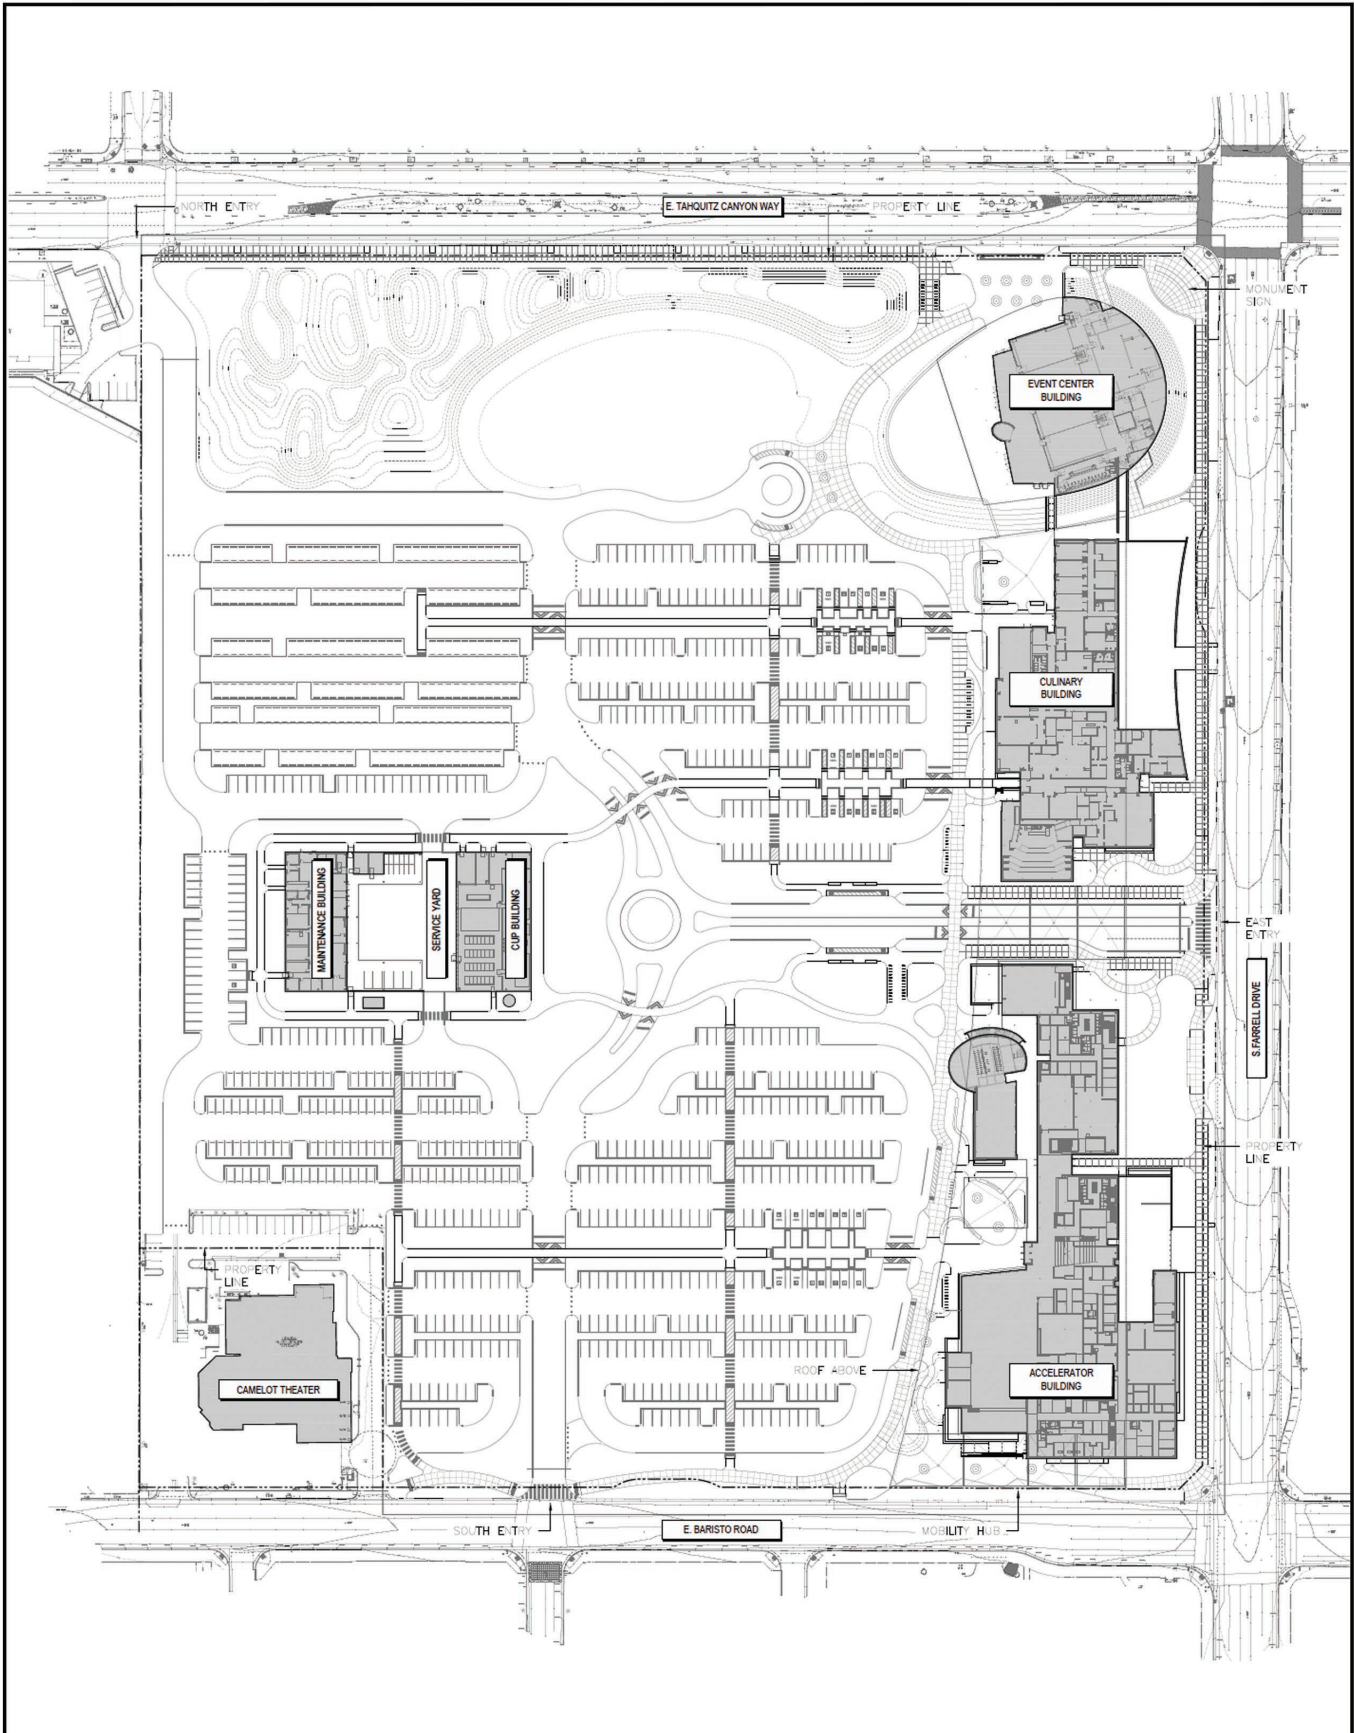 NORTH ENTRY
E. TAHQUITZ CANYON WAY
PROPERTY LINE
MONUMENT
SIGN
EVENT CENTER
BUILDING
CULINARY
BUILDING
MAINTENANCE BUILDING
SERVICE YARD
CUP BUILDING
EAST
ENTRY
S.FARRELL DRIVE
PROPERTY
LINE
PROPERTY
LINE
ROOF ABOVE
CAMELOT THEATER
ACCELERATOR
BUILDING
SOUTH ENTRY
E. BARISTO ROAD
MOBILITY HUB